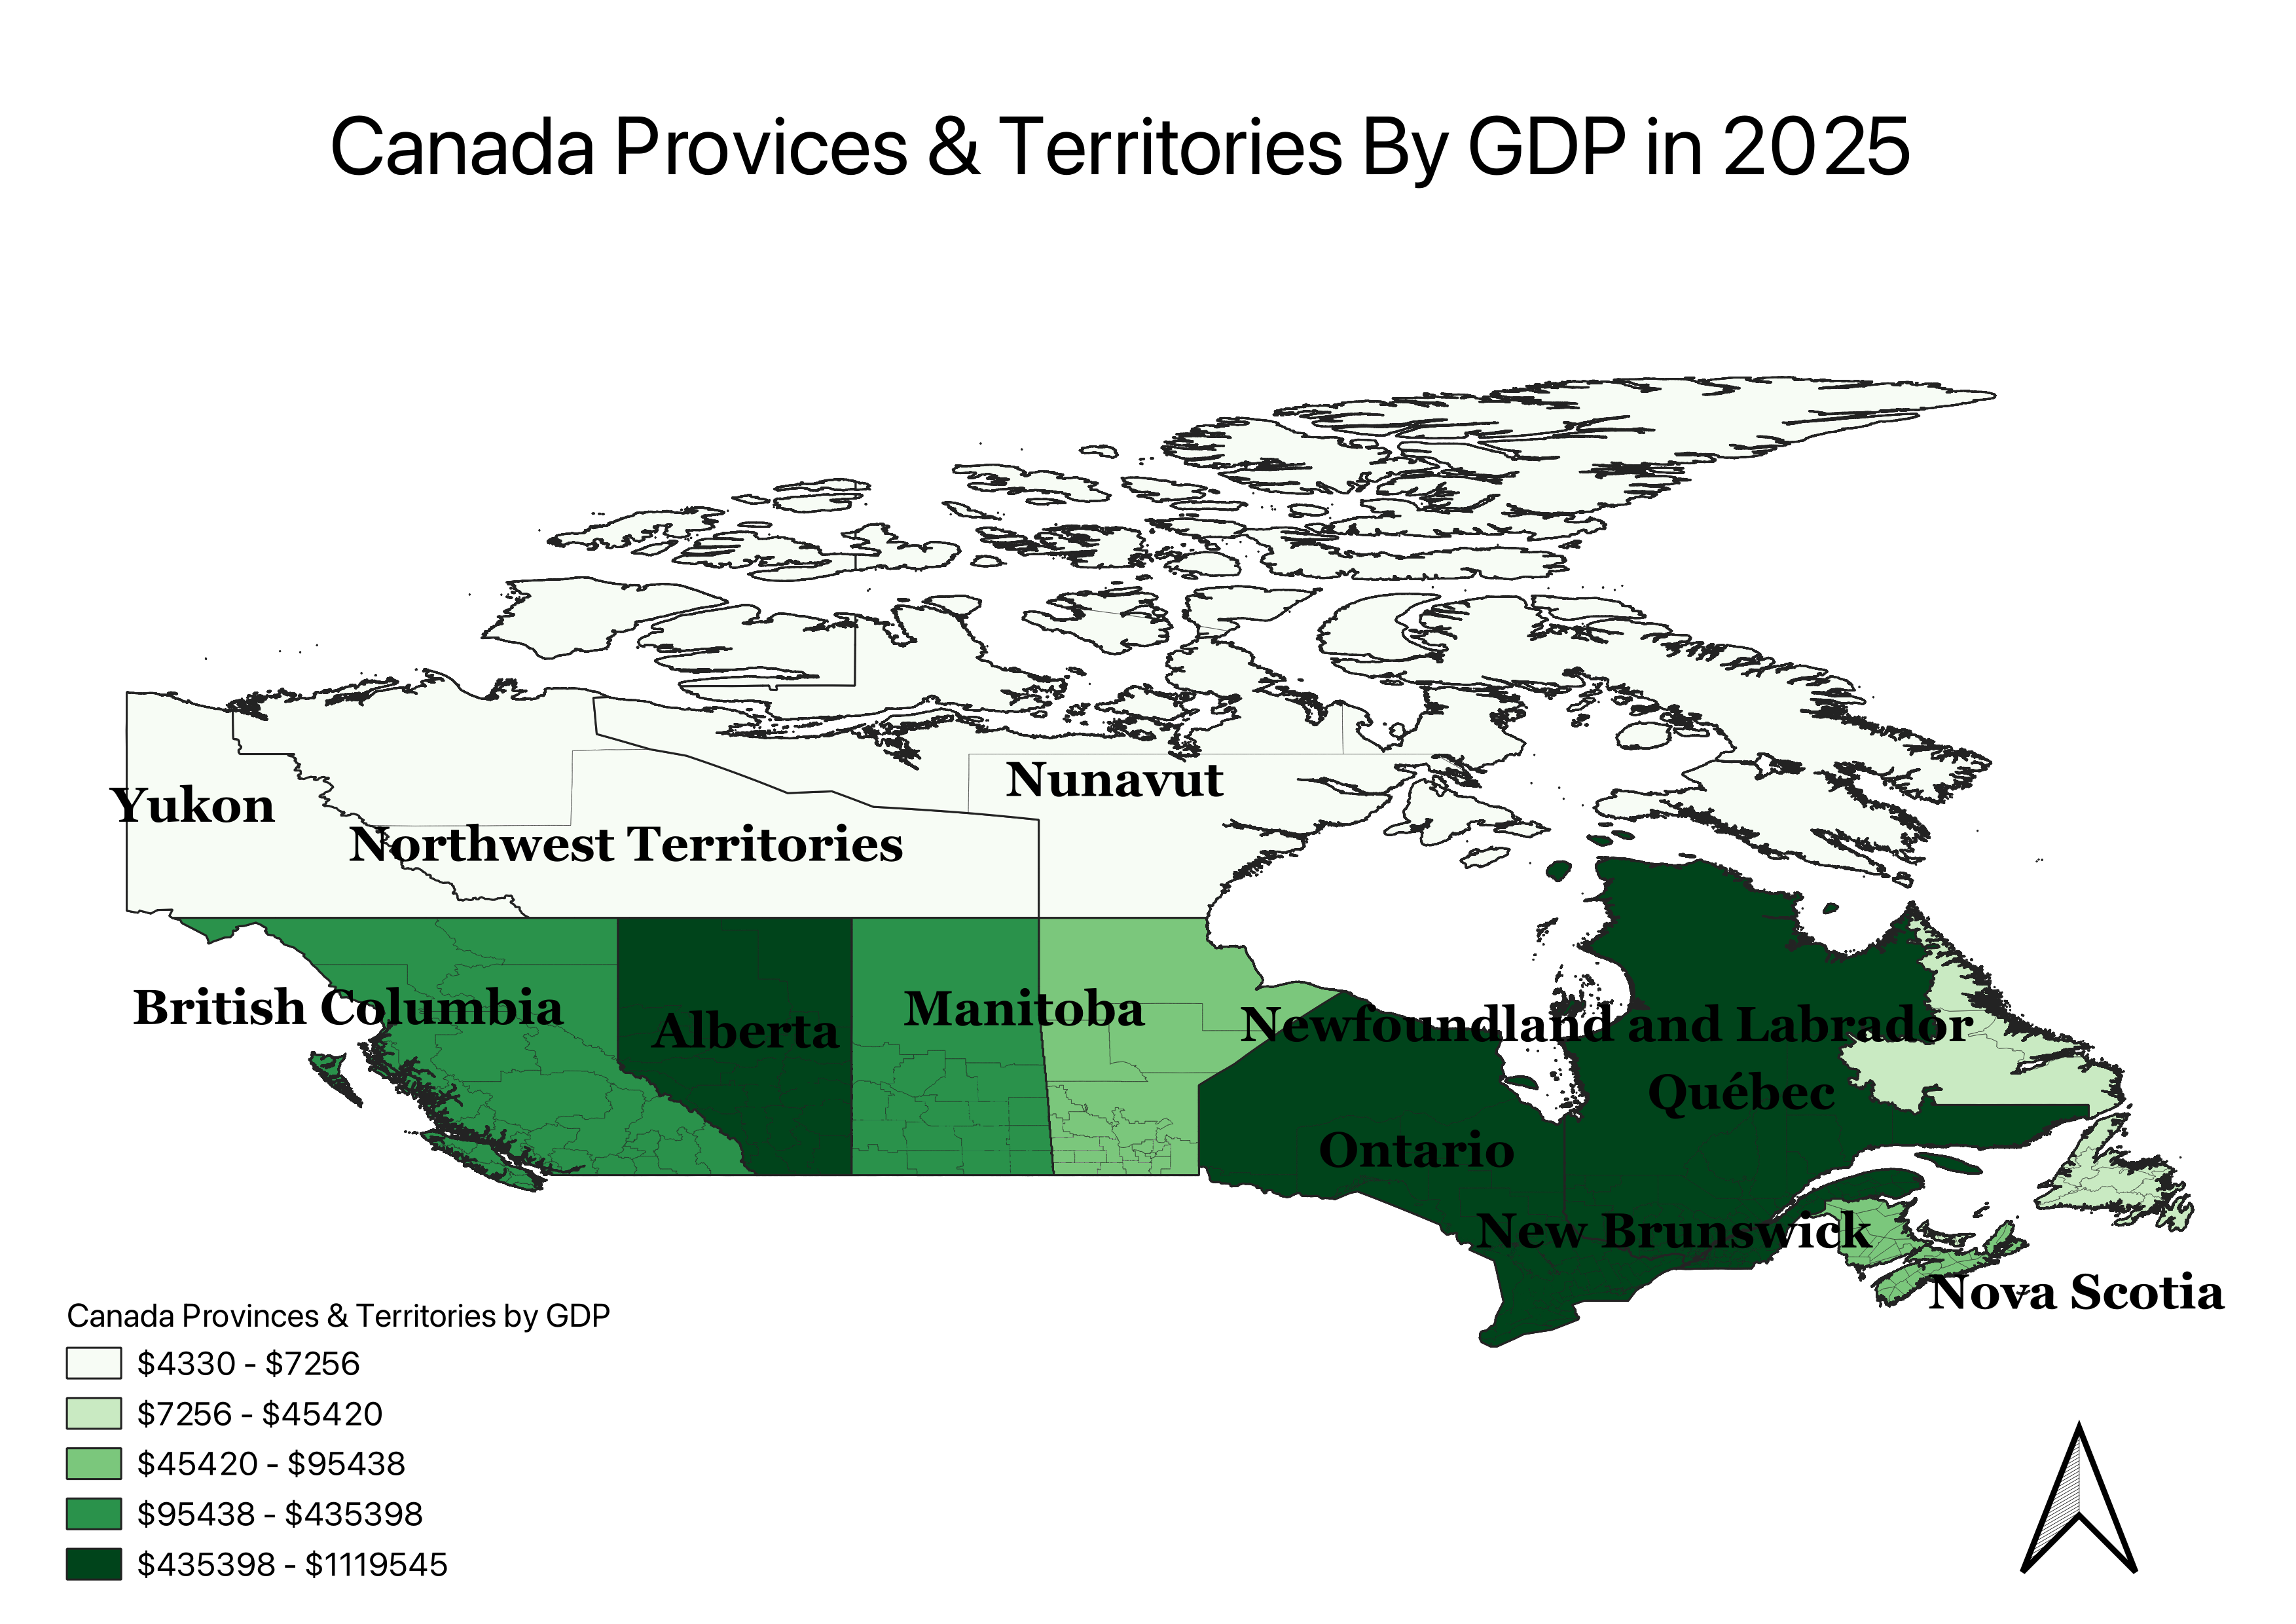 Canada Provices & Territories By GDP in 2025
Nunavut
Yukon
Northwest Territories
British Columbia
Alberta
Manitoba
Newfoundland and Labrador
Québec
Ontario
New Brunswick
Nova Scotia
Canada Provinces & Territories by GDP
$4330 - $7256
$7256 - $45420
$45420 - $95438
$95438 - $435398
$435398 - $1119545